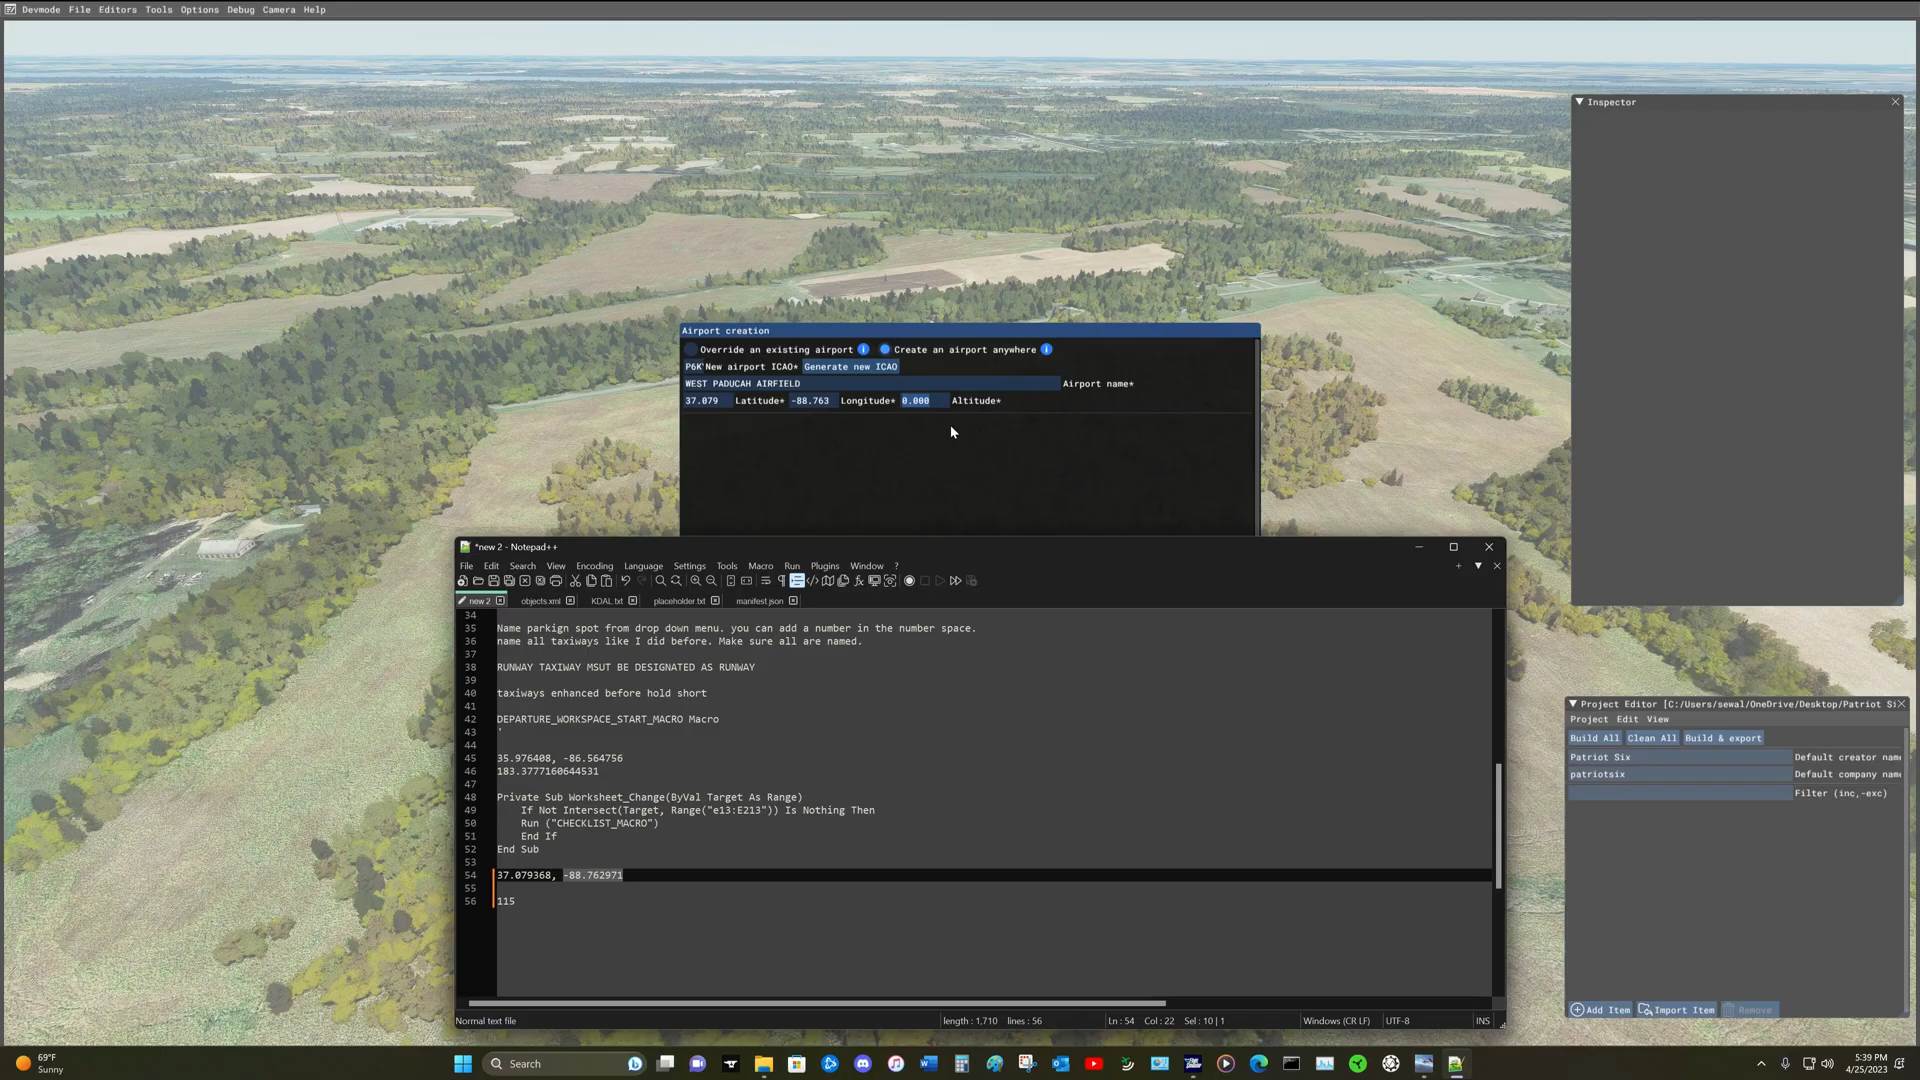 Devmode File Editors Tools Options Debug Camera Help
Inspector
Airport creation
Override an existing airport Create an airport anywhere
New airport ICAO* Generate new ICAO
WEST PADUCAH AIRFIELD Airport name*
37.079 Latitude* -88.763 Longitude* 0.000 Altitude*
*new 2 - Notepad++
File Edit Search View Encoding Language Settings Tools Macro Run Plugins Window ?
new 2 objects.xml KDAL.txt placeholder.txt manifest.json
34
35 Name parkign spot from drop down menu. you can add a number in the number space.
36 name all taxiways like I did before. Make sure all are named.
37
38 RUNWAY TAXIWAY MSUT BE DESIGNATED AS RUNWAY
39
40 taxiways enhanced before hold short
41
42 DEPARTURE_WORKSPACE_START_MACRO Macro
43 '
44
45 35.976408, -86.564756
46 183.3777160644531
47
48 Private Sub Worksheet_Change(ByVal Target As Range)
49 If Not Intersect(Target, Range("e13:E213")) Is Nothing Then
50 Run ("CHECKLIST_MACRO")
51 End If
52 End Sub
53
54 37.079368, -88.762971
55
56 115
Normal text file length : 1,710 lines : 56 Ln : 54 Col : 22 Sel : 10 | 1 Windows (CR LF) UTF-8 INS
Project Editor [C:/Users/sewal/OneDrive/Desktop/Patriot Si
Project Edit View
Build All Clean All Build & export
Patriot Six Default creator name
patriotsix Default company name
Filter (inc,-exc)
Add Item Import Item Remove
69°F
Sunny
Search
5:39 PM
4/25/2023